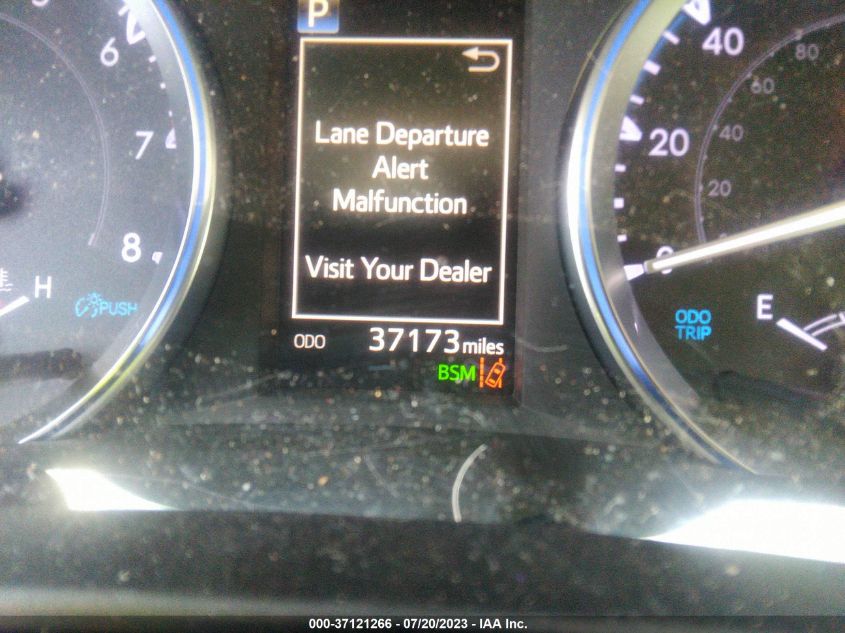 P
6
7
8
H
PUSH
Lane Departure
Alert
Malfunction
Visit Your Dealer
ODO
37173 miles
BSM
40
20
0
80
60
40
20
ODO
TRIP
E
000-37121266 - 07/20/2023 - IAA Inc.